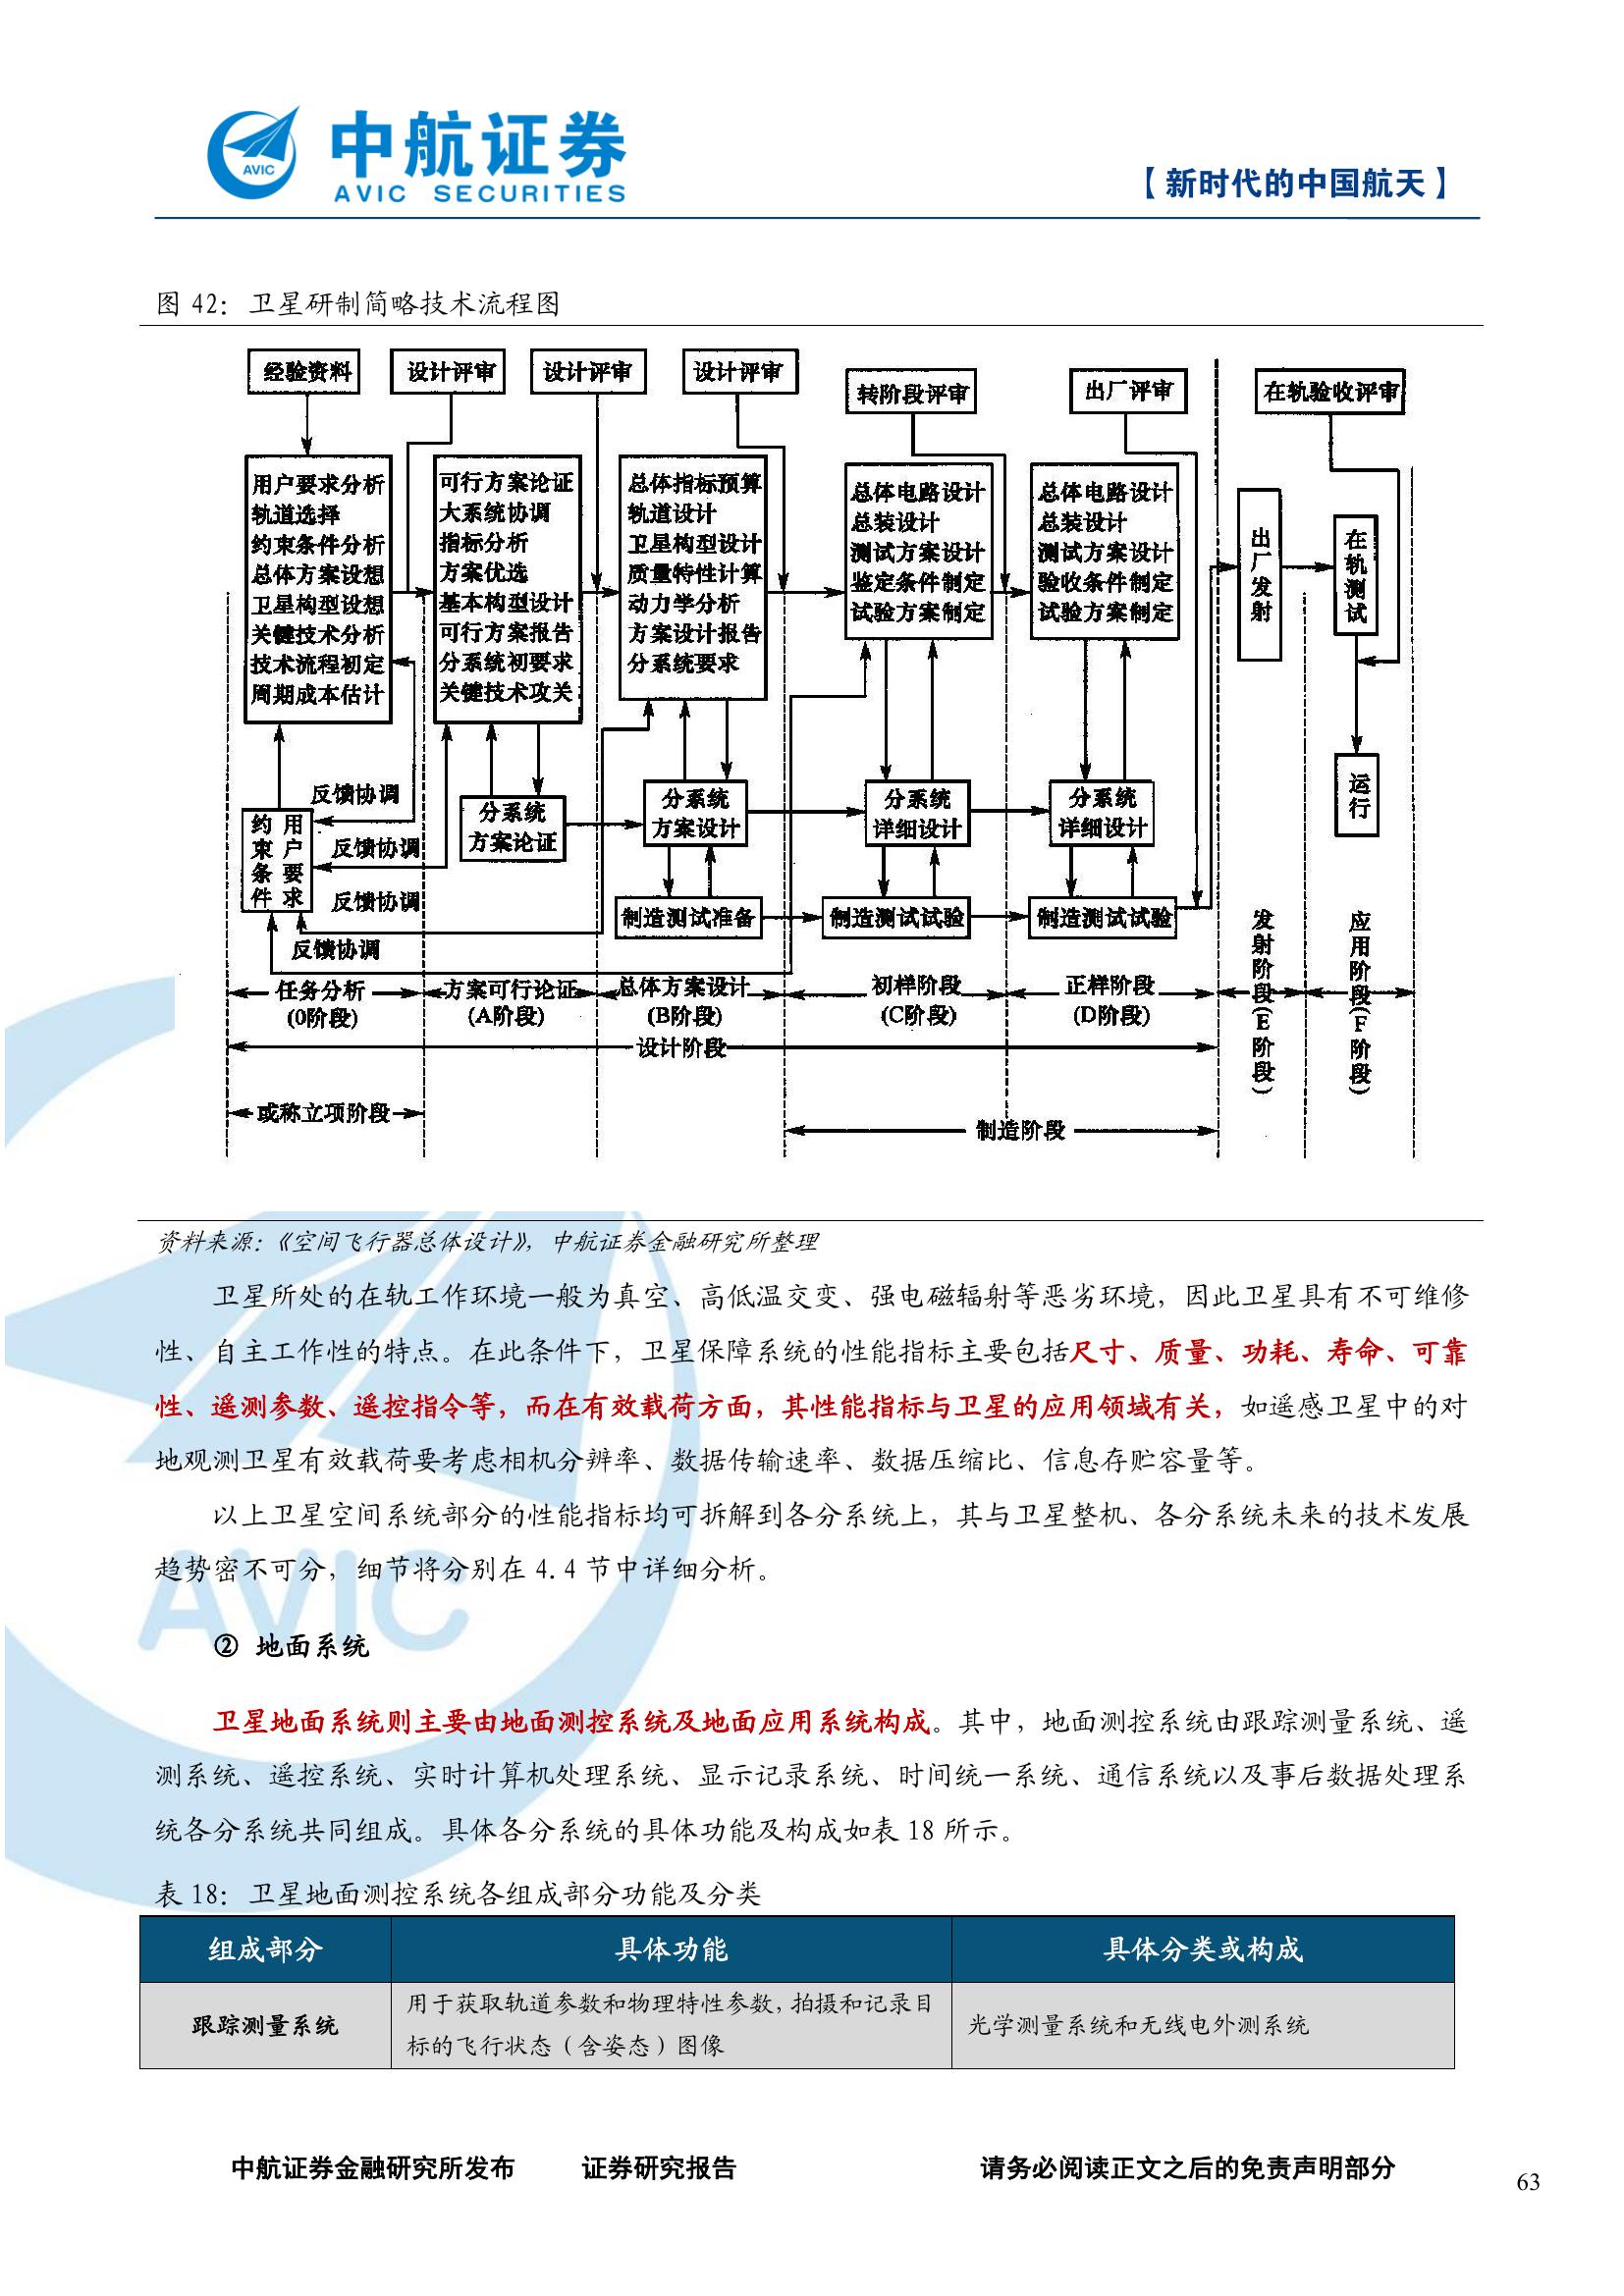 AVIC
中航证券
AVIC SECURITIES
【新时代的中国航天】
图 42：卫星研制简略技术流程图
经验资料
设计评审
设计评审
设计评审
转阶段评审
出厂评审
在轨验收评审
用户要求分析
轨道选择
约束条件分析
总体方案设想
卫星构型设想
关键技术分析
技术流程初定
周期成本估计
可行方案论证
大系统协调
指标分析
方案优选
基本构型设计
可行方案报告
分系统初要求
关键技术攻关
总体指标预算
轨道设计
卫星构型设计
质量特性计算
动力学分析
方案设计报告
分系统要求
总体电路设计
总装设计
测试方案设计
鉴定条件制定
试验方案制定
总体电路设计
总装设计
测试方案设计
验收条件制定
试验方案制定
出厂发射
在轨测试
运行
约束条件
用户要求
反馈协调
反馈协调
反馈协调
反馈协调
分系统
方案论证
分系统
方案设计
分系统
详细设计
分系统
详细设计
制造测试准备
制造测试试验
制造测试试验
任务分析
(0阶段)
方案可行论证
(A阶段)
总体方案设计
(B阶段)
初样阶段
(C阶段)
正样阶段
(D阶段)
发射阶段(E阶段)
应用阶段(F阶段)
设计阶段
或称立项阶段
制造阶段
资料来源：《空间飞行器总体设计》，中航证券金融研究所整理
卫星所处的在轨工作环境一般为真空、高低温交变、强电磁辐射等恶劣环境，因此卫星具有不可维修
性、自主工作性的特点。在此条件下，卫星保障系统的性能指标主要包括尺寸、质量、功耗、寿命、可靠
性、遥测参数、遥控指令等，而在有效载荷方面，其性能指标与卫星的应用领域有关，如遥感卫星中的对
地观测卫星有效载荷要考虑相机分辨率、数据传输速率、数据压缩比、信息存贮容量等。
以上卫星空间系统部分的性能指标均可拆解到各分系统上，其与卫星整机、各分系统未来的技术发展
趋势密不可分，细节将分别在 4.4 节中详细分析。
② 地面系统
卫星地面系统则主要由地面测控系统及地面应用系统构成。其中，地面测控系统由跟踪测量系统、遥
测系统、遥控系统、实时计算机处理系统、显示记录系统、时间统一系统、通信系统以及事后数据处理系
统各分系统共同组成。具体各分系统的具体功能及构成如表 18 所示。
表 18：卫星地面测控系统各组成部分功能及分类
组成部分
具体功能
具体分类或构成
跟踪测量系统
用于获取轨道参数和物理特性参数，拍摄和记录目
标的飞行状态（含姿态）图像
光学测量系统和无线电外测系统
中航证券金融研究所发布
证券研究报告
请务必阅读正文之后的免责声明部分
63